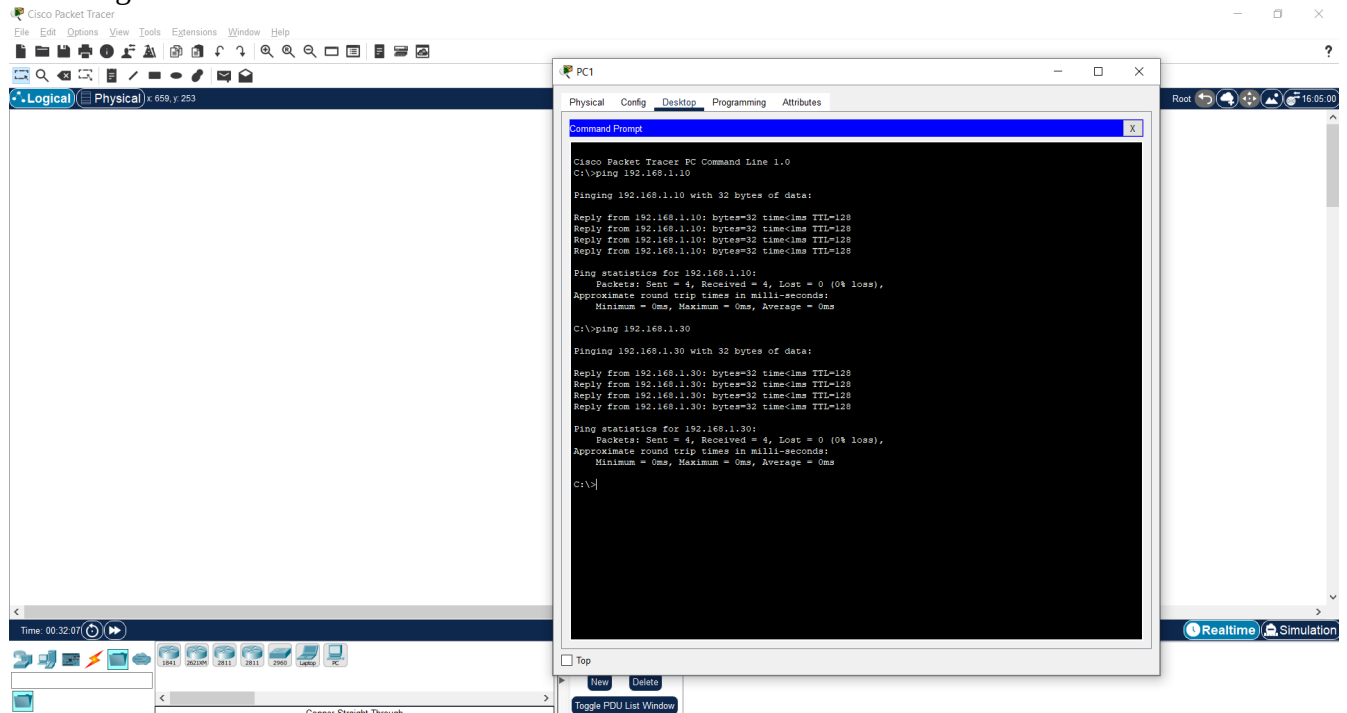 Cisco Packet Tracer
File Edit Options View Tools Extensions Window Help
?
Logical Physical x: 659, y: 253
Root 16:05:00
PC1
Physical Config Desktop Programming Attributes
Command Prompt X
Cisco Packet Tracer PC Command Line 1.0
C:\>ping 192.168.1.10
Pinging 192.168.1.10 with 32 bytes of data:
Reply from 192.168.1.10: bytes=32 time<1ms TTL=128
Reply from 192.168.1.10: bytes=32 time<1ms TTL=128
Reply from 192.168.1.10: bytes=32 time<1ms TTL=128
Reply from 192.168.1.10: bytes=32 time<1ms TTL=128
Ping statistics for 192.168.1.10:
Packets: Sent = 4, Received = 4, Lost = 0 (0% loss),
Approximate round trip times in milli-seconds:
Minimum = 0ms, Maximum = 0ms, Average = 0ms
C:\>ping 192.168.1.30
Pinging 192.168.1.30 with 32 bytes of data:
Reply from 192.168.1.30: bytes=32 time<1ms TTL=128
Reply from 192.168.1.30: bytes=32 time<1ms TTL=128
Reply from 192.168.1.30: bytes=32 time<1ms TTL=128
Reply from 192.168.1.30: bytes=32 time<1ms TTL=128
Ping statistics for 192.168.1.30:
Packets: Sent = 4, Received = 4, Lost = 0 (0% loss),
Approximate round trip times in milli-seconds:
Minimum = 0ms, Maximum = 0ms, Average = 0ms
C:\>
Time: 00:32:07
Realtime Simulation
1841 2621XM 2811 2811 2960 Laptop PC
Top
New Delete
Toggle PDU List Window
Copper Straight-Through